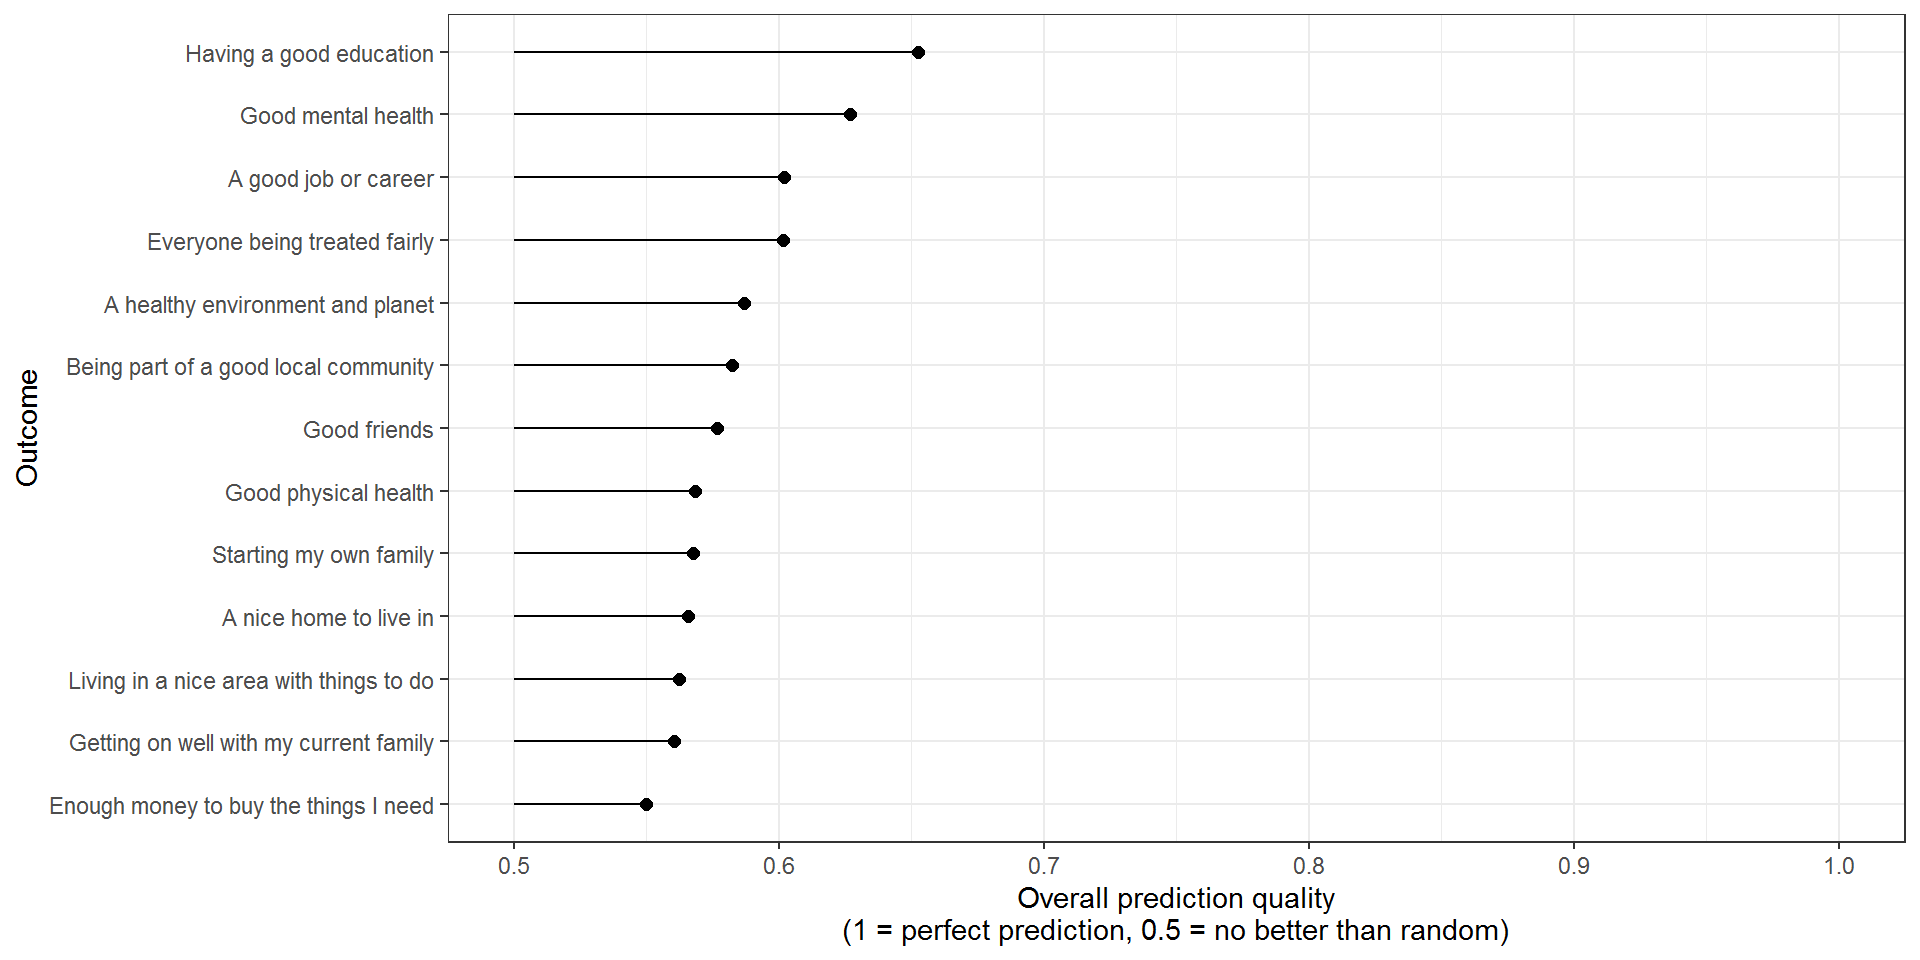 Having a good education
Good mental health
A good job or career
Everyone being treated fairly
A healthy environment and planet
Being part of a good local community
Good friends
Good physical health
Starting my own family
A nice home to live in
Living in a nice area with things to do
Getting on well with my current family
Enough money to buy the things I need
Outcome
0.5 0.6 0.7 0.8 0.9 1.0
Overall prediction quality
(1 = perfect prediction, 0.5 = no better than random)